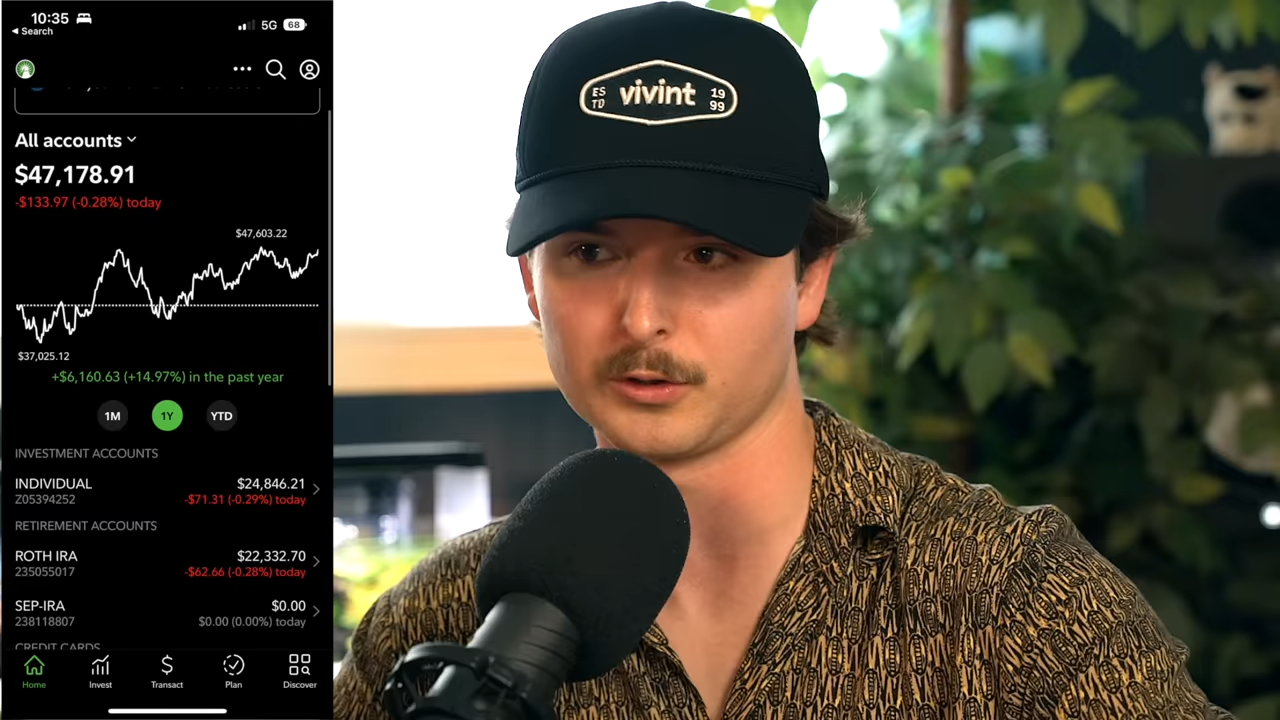 10:35
5G 68
◀ Search
All accounts
$47,178.91
-$133.97 (-0.28%) today
$47,603.22
$37,025.12
+$6,160.63 (+14.97%) in the past year
1M 1Y YTD
INVESTMENT ACCOUNTS
INDIVIDUAL $24,846.21
Z05394252 -$71.31 (-0.29%) today
RETIREMENT ACCOUNTS
ROTH IRA $22,332.70
235055017 -$62.66 (-0.28%) today
SEP-IRA $0.00
238118807 $0.00 (0.00%) today
CREDIT CARDS
Home Invest Transact Plan Discover
ES vivint 19
TD 99